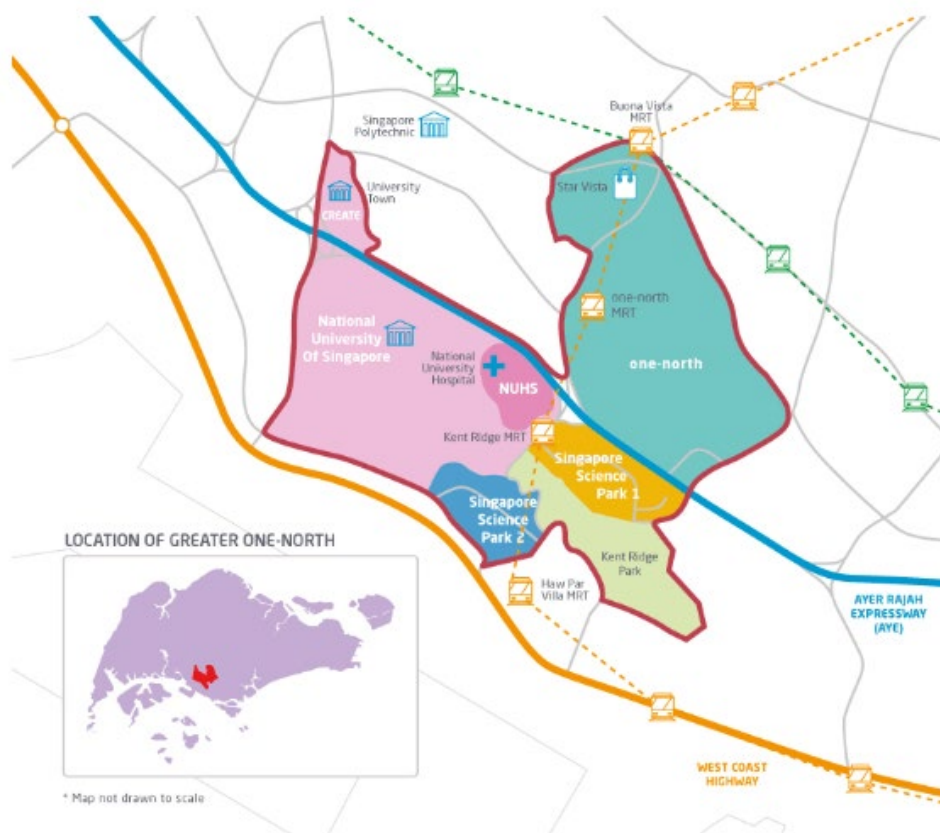 Buona Vista
MRT
Singapore
Polytechnic
Star Vista
University
Town
CREATE
one-north
MRT
National
University
Of Singapore
one-north
National
University
Hospital
NUHS
Kent Ridge MRT
Singapore
Science
Park 1
Singapore
Science
Park 2
Kent Ridge
Park
LOCATION OF GREATER ONE-NORTH
Haw Par
Villa MRT
AYER RAJAH
EXPRESSWAY
(AYE)
WEST COAST
HIGHWAY
* Map not drawn to scale